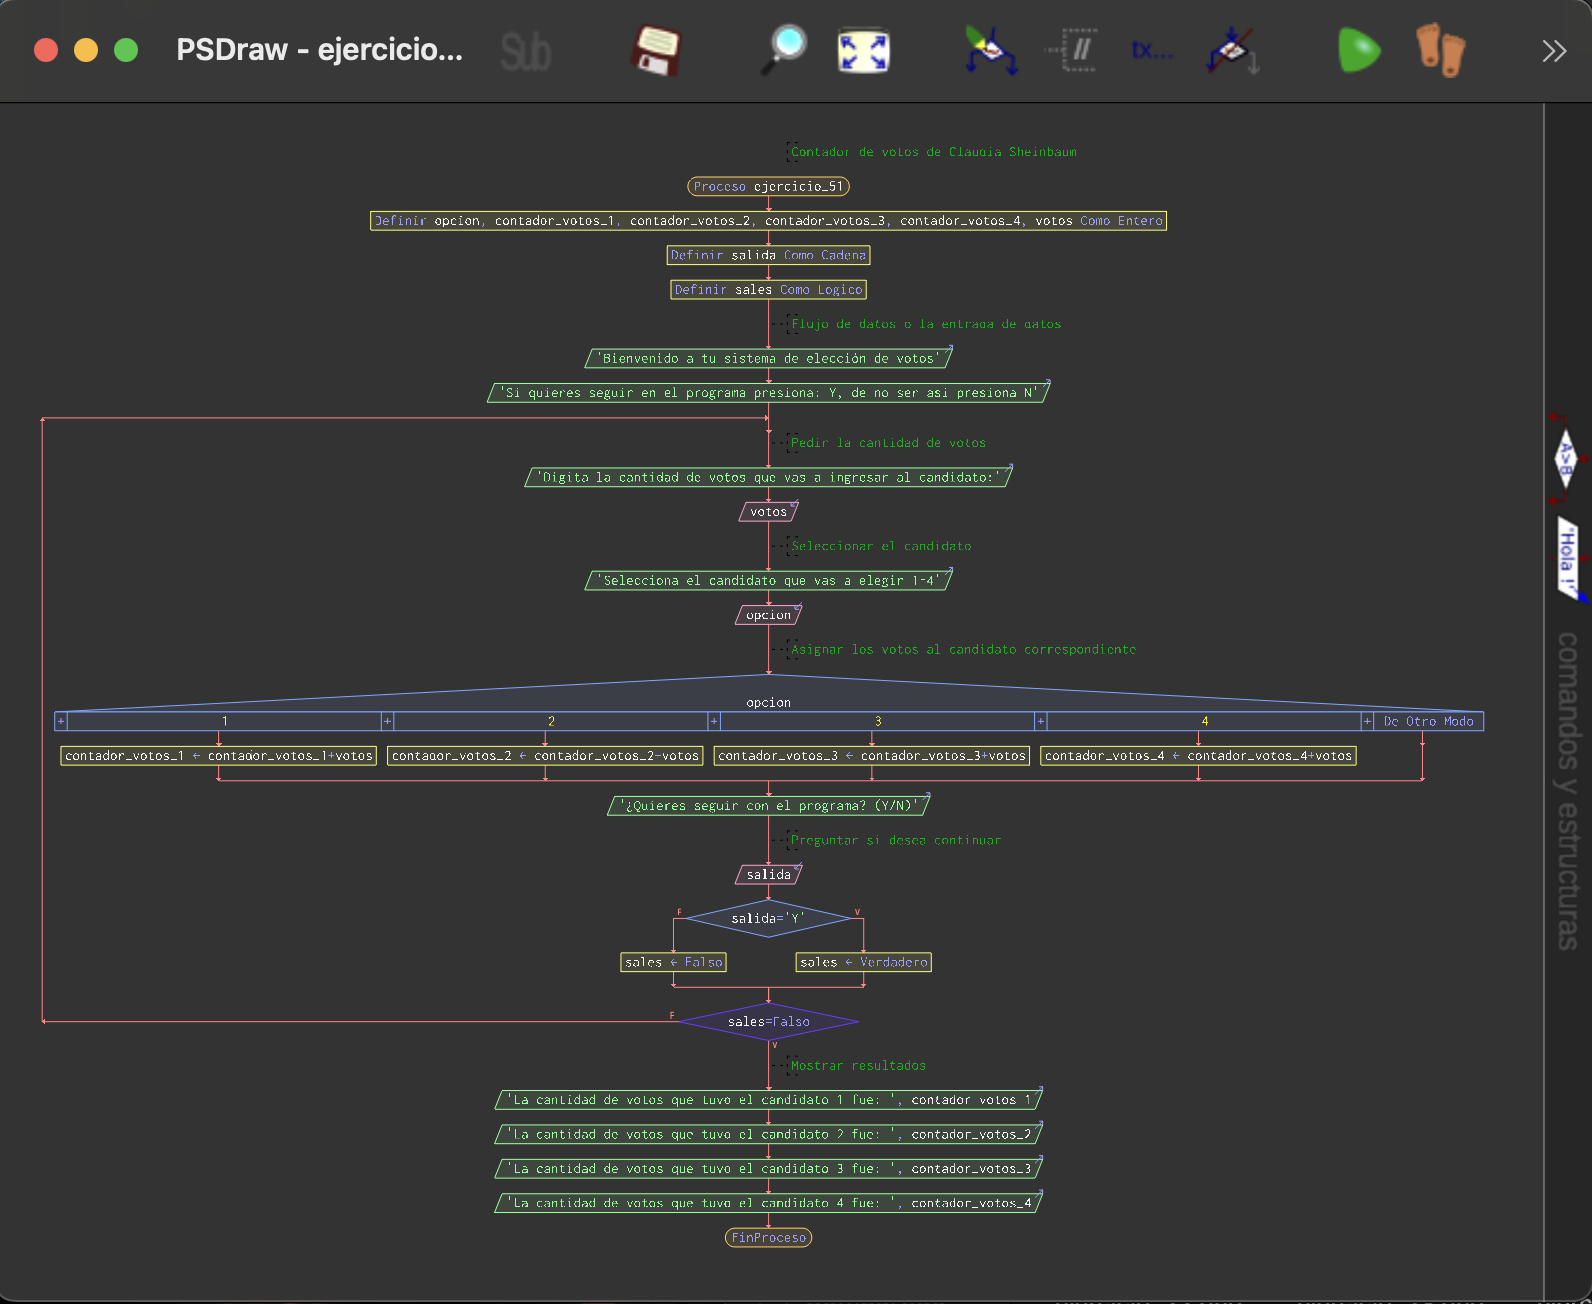 PSDraw - ejercicio...
Sub
tx...
Contador de votos de Claudia Sheinbaum
Proceso ejercicio_51
Definir opcion, contador_votos_1, contador_votos_2, contador_votos_3, contador_votos_4, votos Como Entero
Definir salida Como Cadena
Definir sales Como Logico
Flujo de datos o la entrada de datos
'Bienvenido a tu sistema de elección de votos'
'Si quieres seguir en el programa presiona: Y, de no ser asi presiona N'
Pedir la cantidad de votos
'Digita la cantidad de votos que vas a ingresar al candidato:'
votos
Seleccionar el candidato
'Selecciona el candidato que vas a elegir 1-4'
opcion
Asignar los votos al candidato correspondiente
opcion
+ 1 + 2 + 3 + 4 + De Otro Modo
contador_votos_1 ← contador_votos_1+votos contador_votos_2 ← contador_votos_2-votos contador_votos_3 ← contador_votos_3+votos contador_votos_4 ← contador_votos_4+votos
'¿Quieres seguir con el programa? (Y/N)'
Preguntar si desea continuar
salida
F salida='Y' V
sales ← Falso sales ← Verdadero
F sales=Falso
V
Mostrar resultados
'La cantidad de votos que tuvo el candidato 1 fue: ', contador_votos_1
'La cantidad de votos que tuvo el candidato 2 fue: ', contador_votos_2
'La cantidad de votos que tuvo el candidato 3 fue: ', contador_votos_3
'La cantidad de votos que tuvo el candidato 4 fue: ', contador_votos_4
FinProceso
A>B
"Hola !"
comandos y estructuras